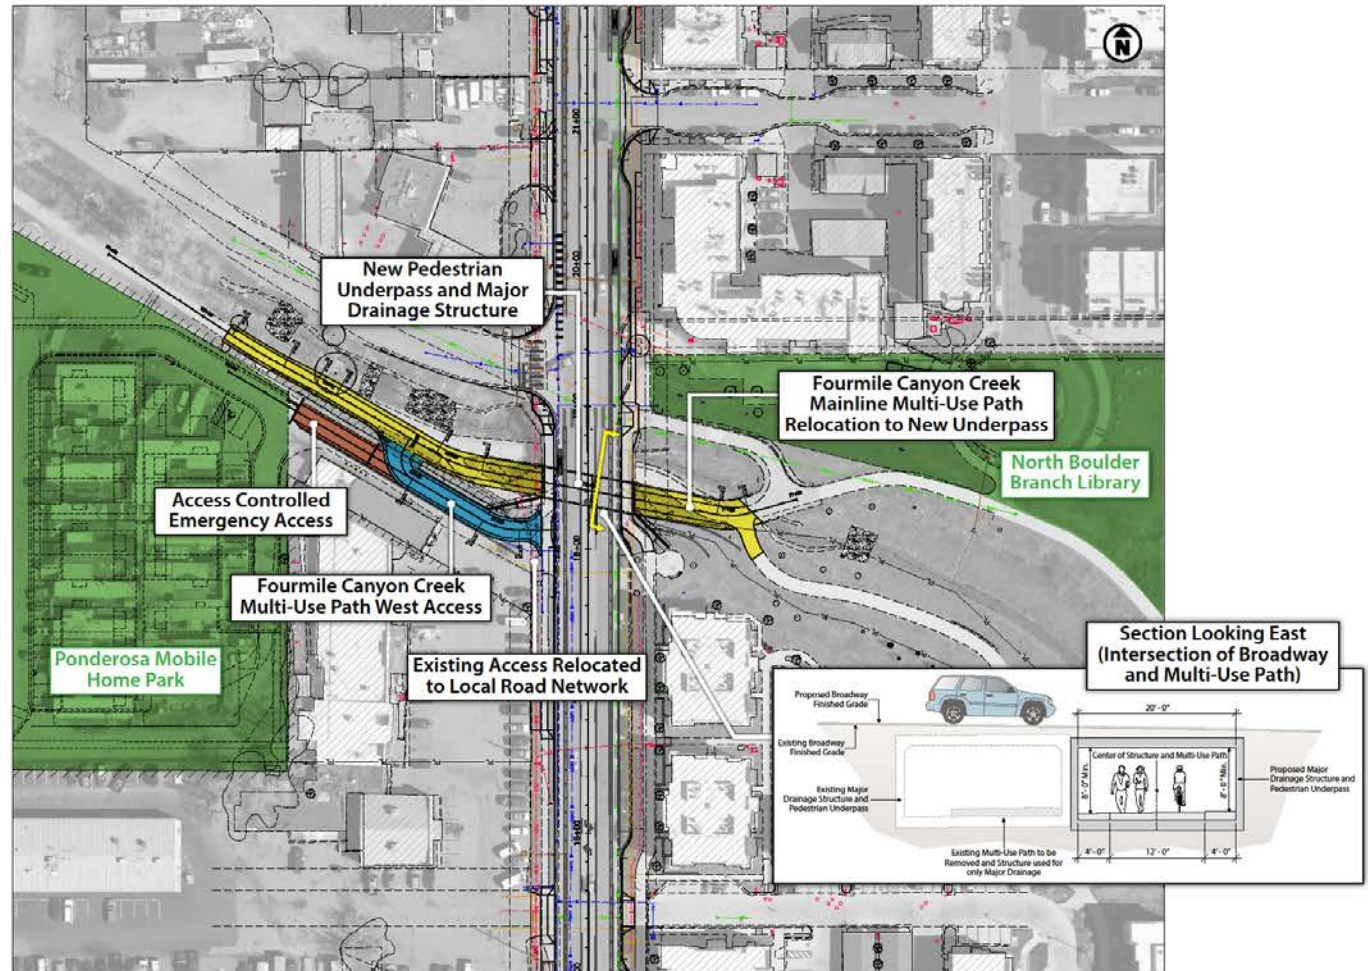 N
21+00
20+00
New Pedestrian
Underpass and Major
Drainage Structure
Fourmile Canyon Creek
Mainline Multi-Use Path
Relocation to New Underpass
North Boulder
Branch Library
Access Controlled
Emergency Access
18+00
Fourmile Canyon Creek
Multi-Use Path West Access
Ponderosa Mobile
Home Park
Existing Access Relocated
to Local Road Network
Section Looking East
(Intersection of Broadway
and Multi-Use Path)
Proposed Broadway
Finished Grade
20'-0"
Existing Broadway
Finished Grade
Center of Structure and Multi-Use Path
8'-0" Min.
8'-0" Min.
Proposed Major
Drainage Structure and
Pedestrian Underpass
Existing Major
Drainage Structure and
Pedestrian Underpass
Existing Multi-Use Path to be
Removed and Structure used for
only Major Drainage
4'-0"
12'-0"
4'-0"
16+00